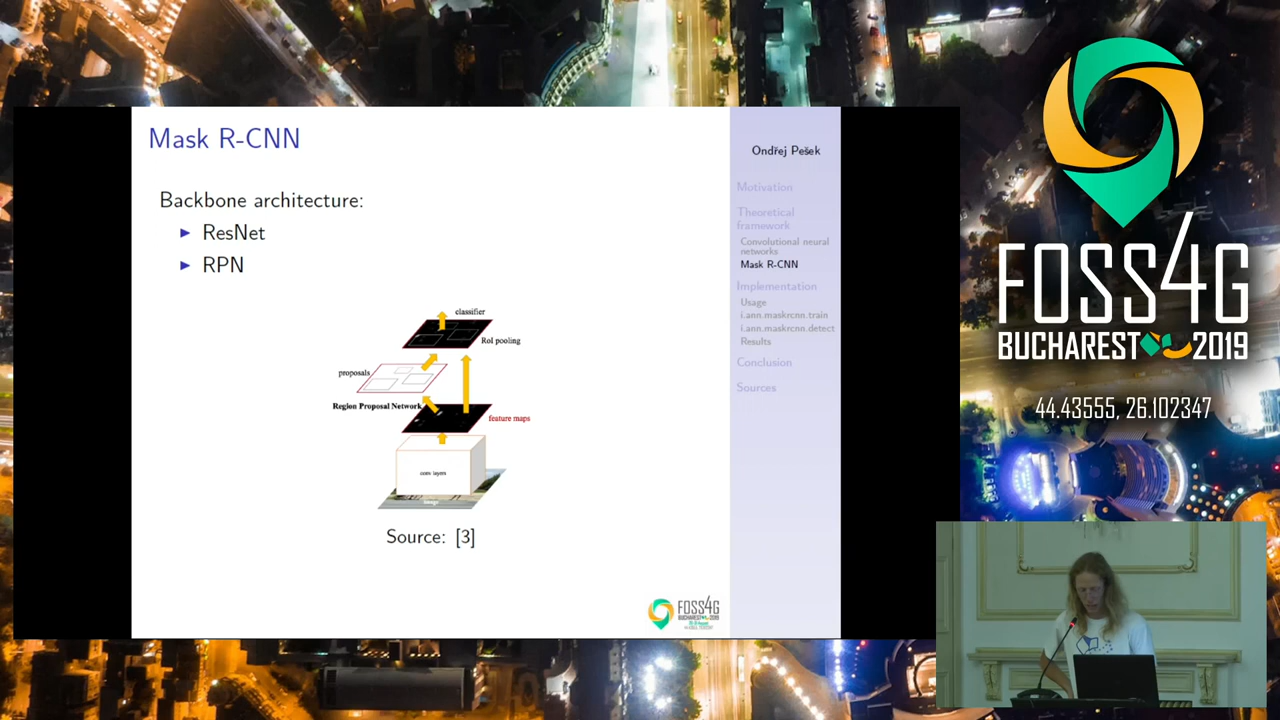 Mask R-CNN
Backbone architecture:
ResNet
RPN
classifier
RoI pooling
proposals
Region Proposal Network
feature maps
conv layers
Source: [3]
FOSS4G
BUCHAREST 2019
Ondřej Pešek
Motivation
Theoretical
framework
Convolutional neural
networks
Mask R-CNN
Implementation
Usage
i.ann.maskrcnn.train
i.ann.maskrcnn.detect
Results
Conclusion
Sources
FOSS4G
BUCHAREST 2019
44.43555, 26.102347